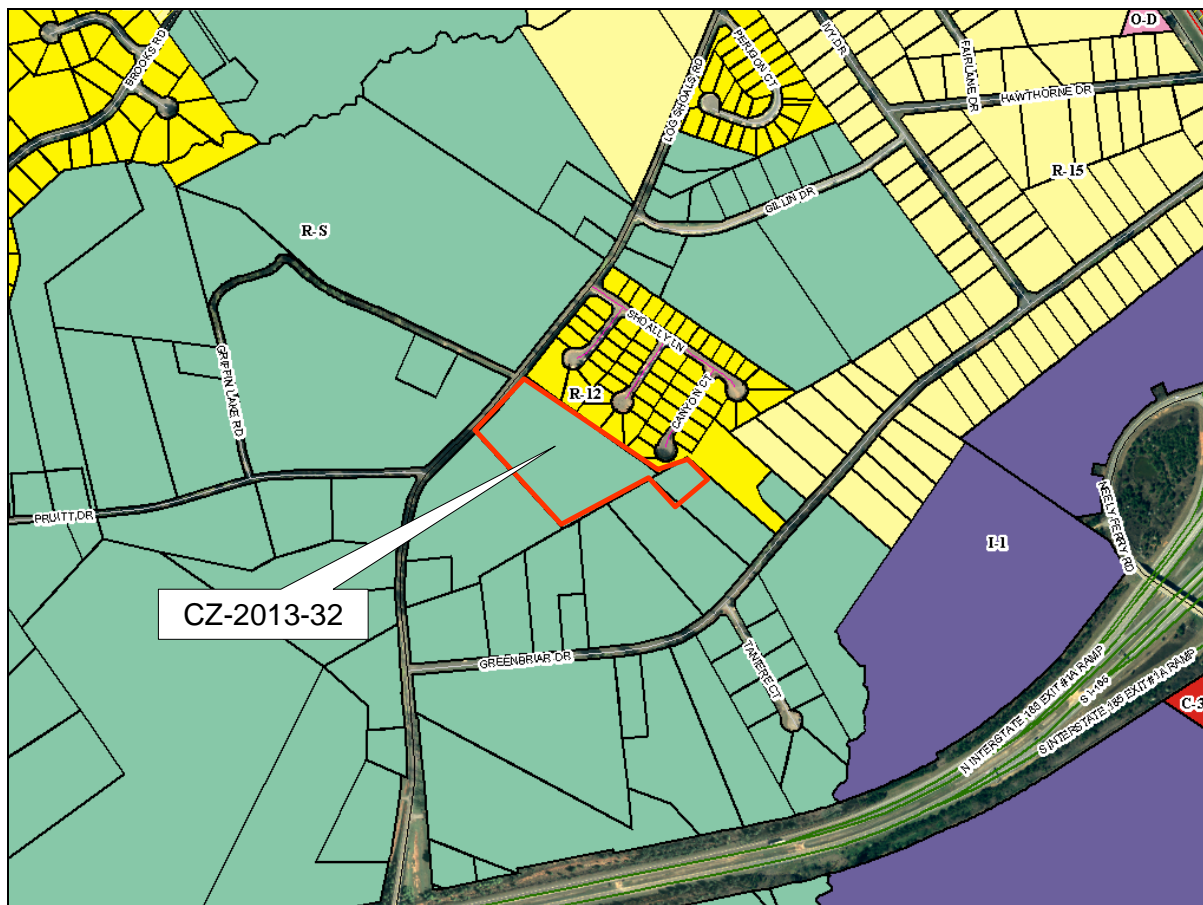 O-D
BROOKS RD
PERIGON CT
IVY DR
FAIRLANE DR
HAWTHORNE DR
LOG SHOALS RD
R-15
GILLIN DR
R-S
SHOALLY LN
GRIFFIN LAKE RD
R-12
CANYON CT
PRUITT DR
NEELY FERRY RD
I-1
CZ-2013-32
GREENBRIAR DR
TANIERE CT
N INTERSTATE 185 EXIT #1A RAMP
S I-185
S INTERSTATE 185 EXIT #1A RAMP
C-3